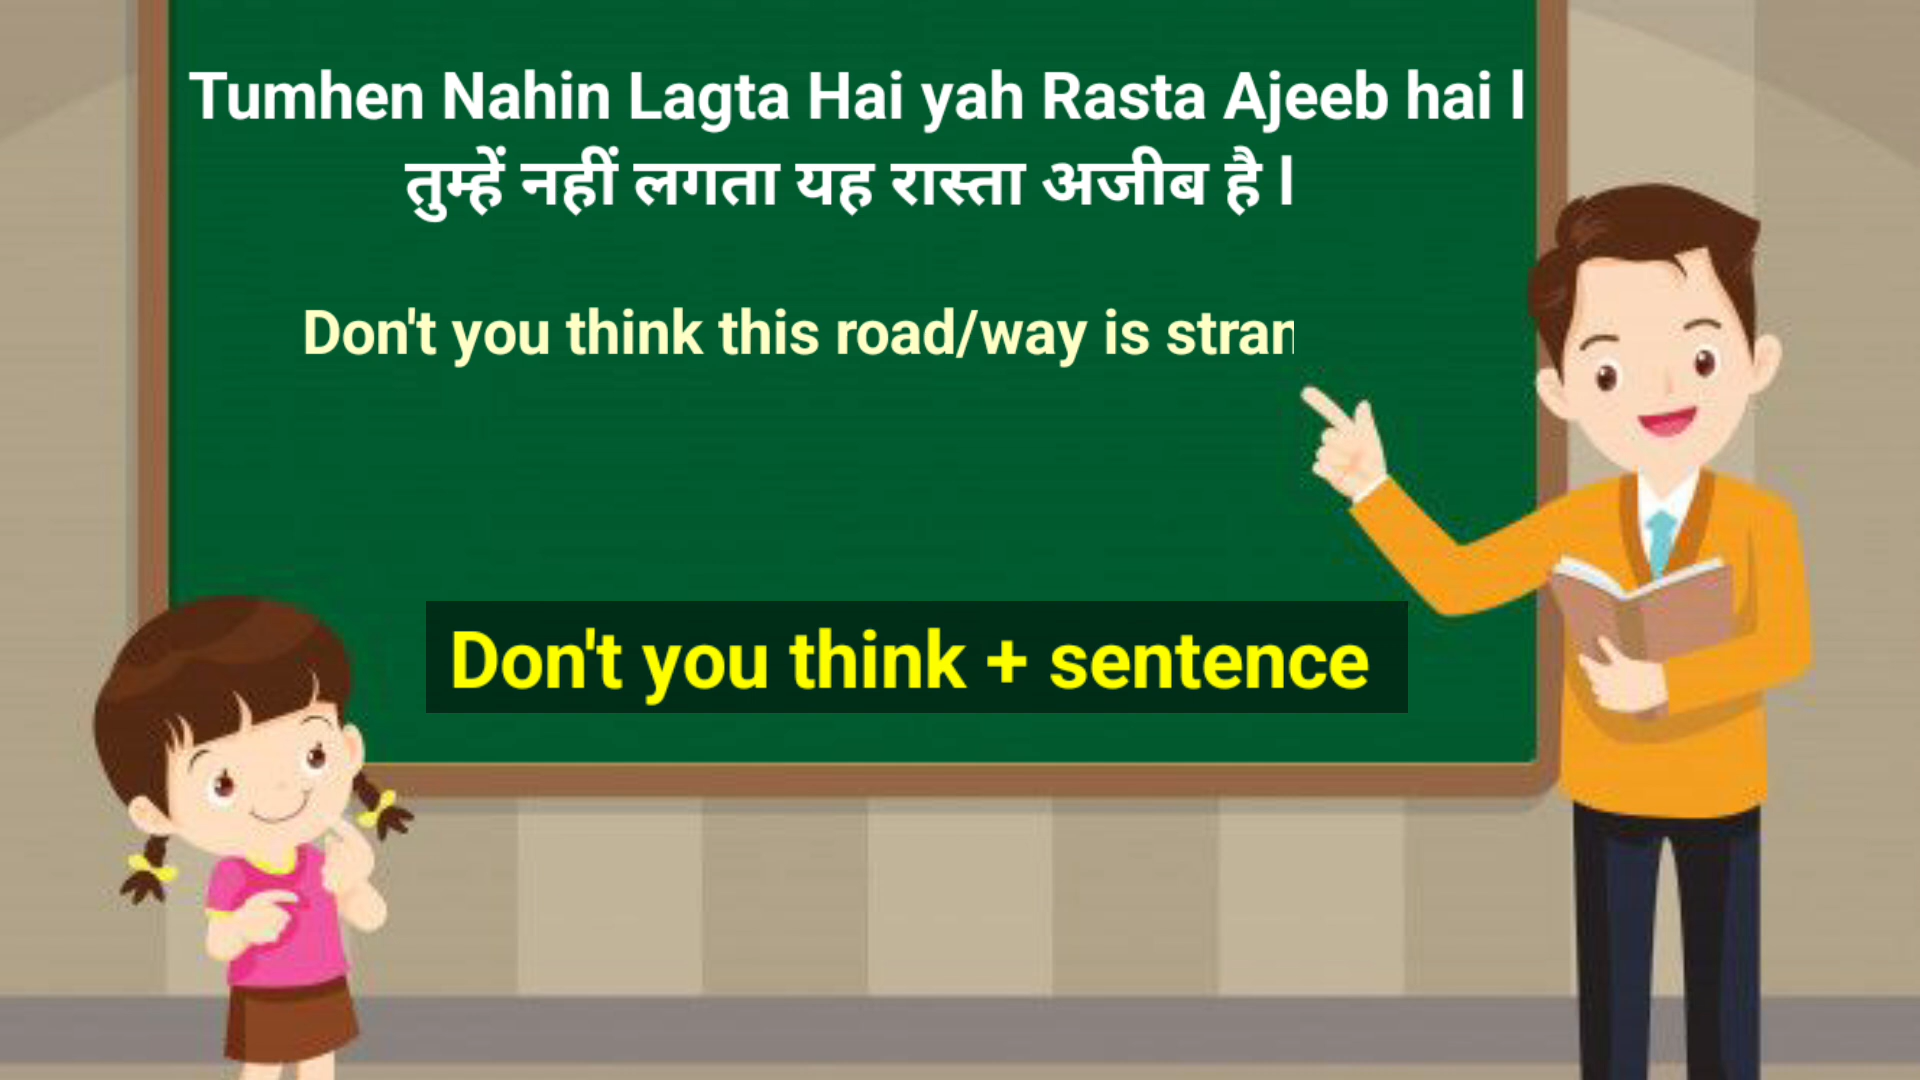 Tumhen Nahin Lagta Hai yah Rasta Ajeeb hai l
तुम्हें नहीं लगता यह रास्ता अजीब है l
Don't you think this road/way is stran
Don't you think + sentence